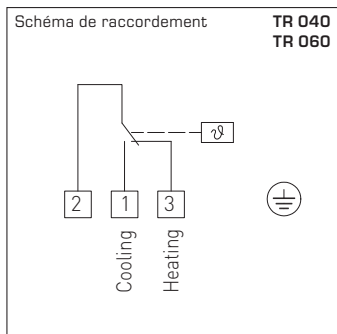 Schéma de raccordement TR 040
TR 060
ϑ
2 1 3
Cooling
Heating